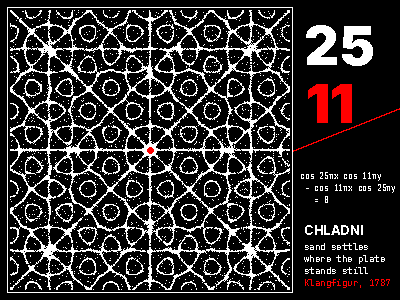 25
11
cos 25πx cos 11πy
- cos 11πx cos 25πy
= 0
CHLADNI
sand settles
where the plate
stands still
Klangfigur, 1787